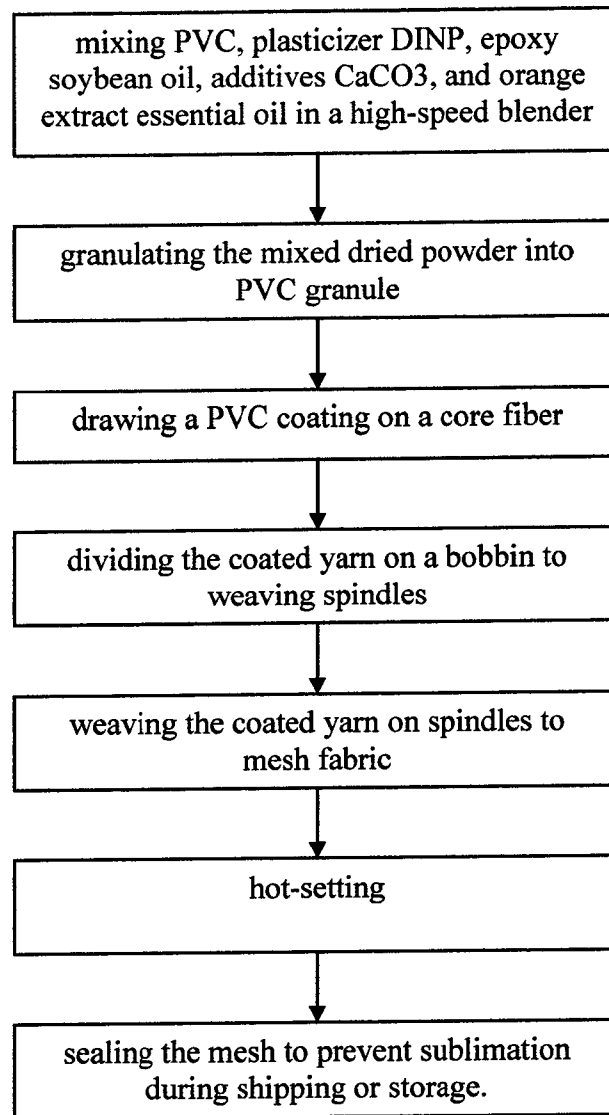 mixing PVC, plasticizer DINP, epoxy
soybean oil, additives CaCO3, and orange
extract essential oil in a high-speed blender
granulating the mixed dried powder into
PVC granule
drawing a PVC coating on a core fiber
dividing the coated yarn on a bobbin to
weaving spindles
weaving the coated yarn on spindles to
mesh fabric
hot-setting
sealing the mesh to prevent sublimation
during shipping or storage.